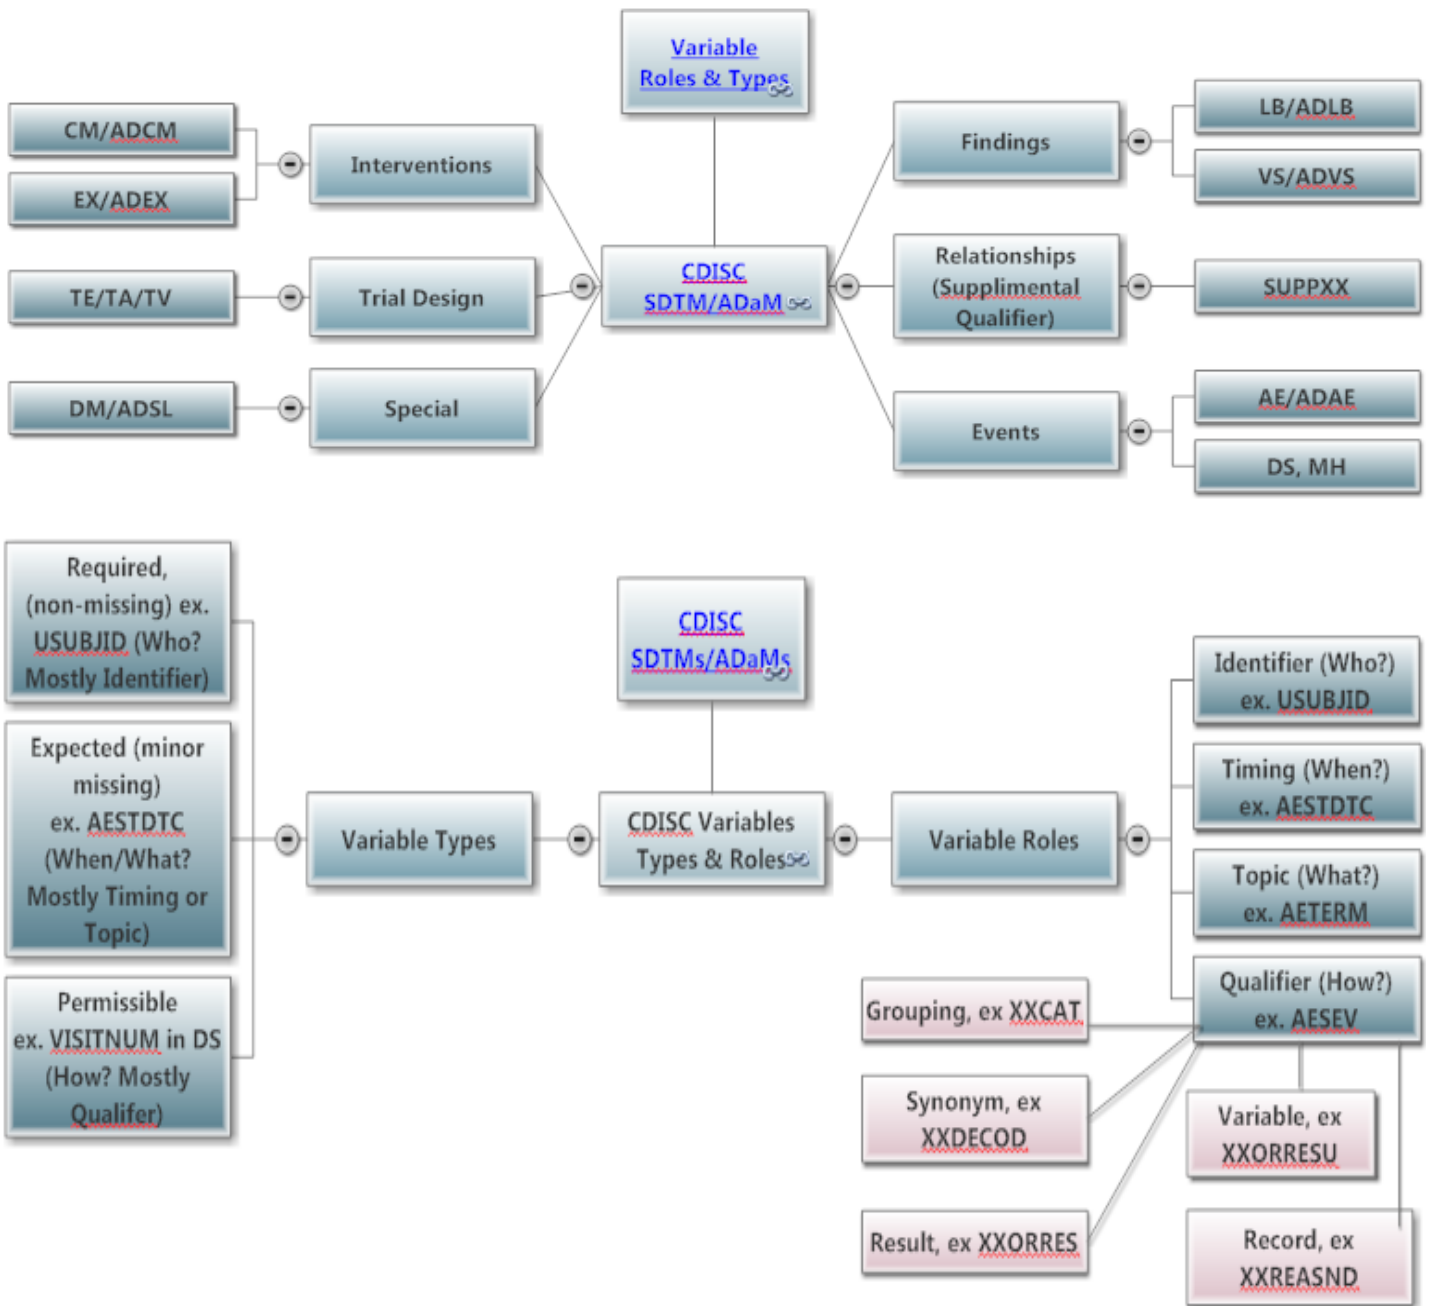 Variable
Roles & Types
CM/ADCM
EX/ADEX
Interventions
TE/TA/TV
Trial Design
DM/ADSL
Special
CDISC
SDTM/ADaM
Findings
LB/ADLB
VS/ADVS
Relationships
(Supplimental
Qualifier)
SUPPXX
Events
AE/ADAE
DS, MH
CDISC
SDTMs/ADaMs
Required,
(non-missing) ex.
USUBJID (Who?
Mostly Identifier)
Expected (minor
missing)
ex. AESTDTC
(When/What?
Mostly Timing or
Topic)
Permissible
ex. VISITNUM in DS
(How? Mostly
Qualifer)
Variable Types
CDISC Variables
Types & Roles
Variable Roles
Identifier (Who?)
ex. USUBJID
Timing (When?)
ex. AESTDTC
Topic (What?)
ex. AETERM
Qualifier (How?)
ex. AESEV
Grouping, ex XXCAT
Synonym, ex
XXDECOD
Result, ex XXORRES
Variable, ex
XXORRESU
Record, ex
XXREASND